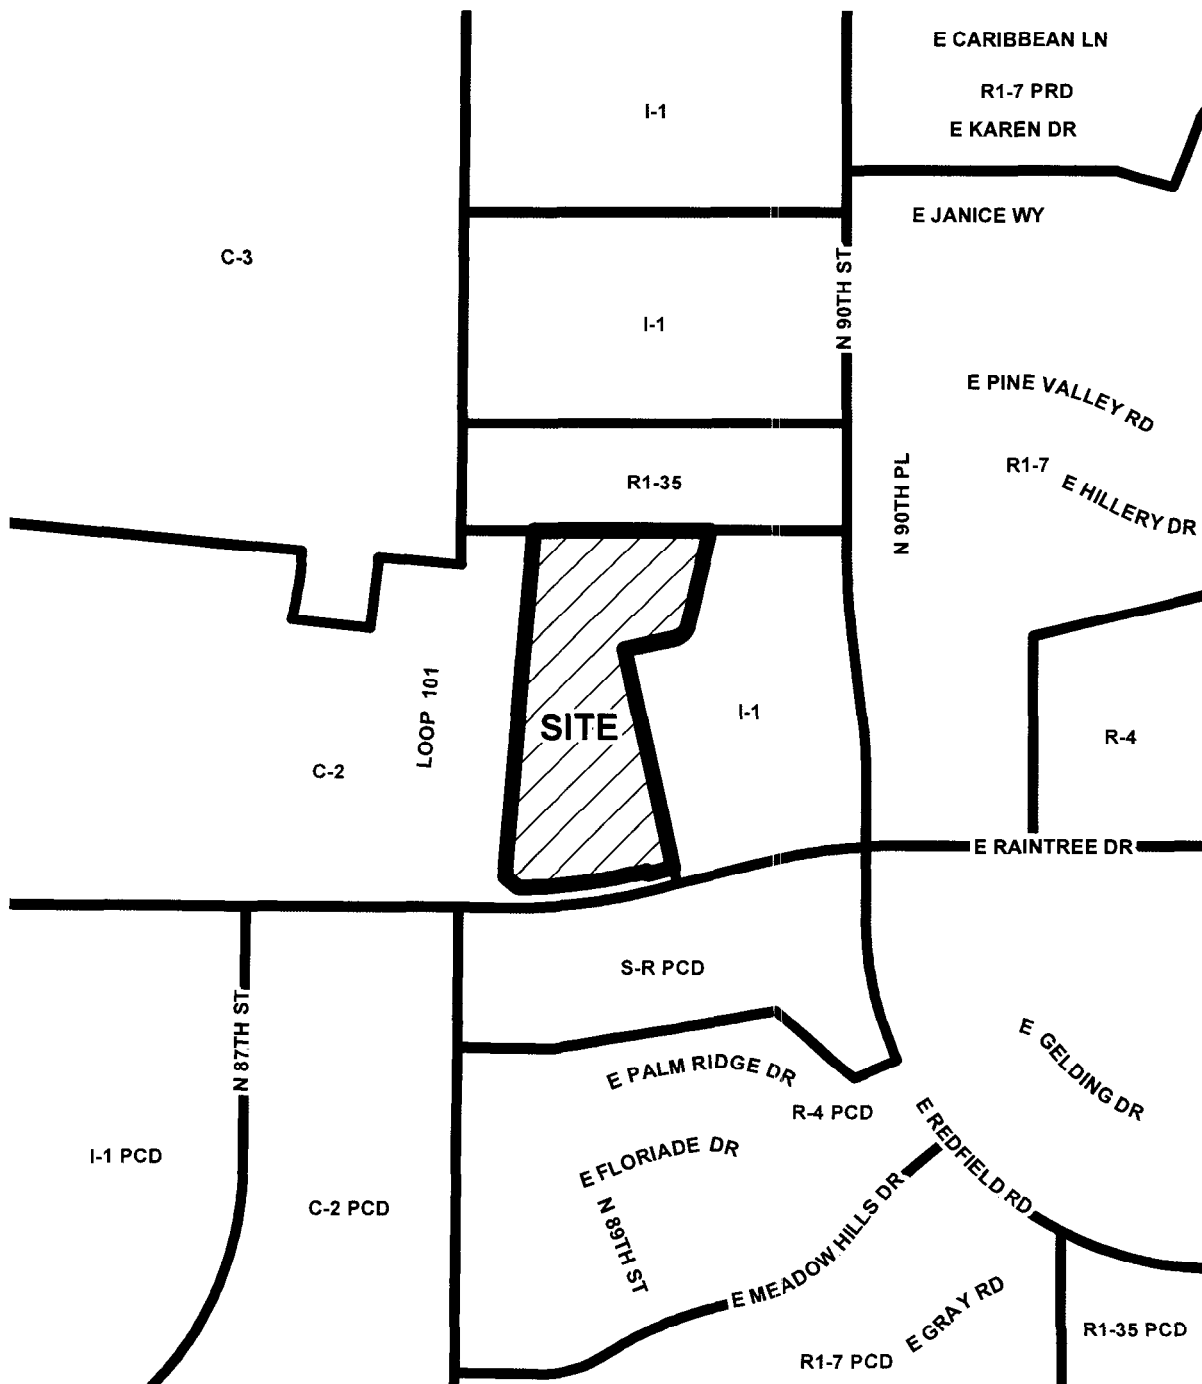 E CARIBBEAN LN
R1-7 PRD
E KAREN DR
I-1
E JANICE WY
C-3
N 90TH ST
I-1
E PINE VALLEY RD
R1-7
E HILLERY DR
N 90TH PL
R1-35
LOOP 101
SITE
I-1
R-4
C-2
E RAINTREE DR
S-R PCD
N 87TH ST
E PALM RIDGE DR
E GELDING DR
R-4 PCD
E REDFIELD RD
I-1 PCD
E FLORIADE DR
C-2 PCD
N 89TH ST
E MEADOW HILLS DR
E GRAY RD
R1-35 PCD
R1-7 PCD